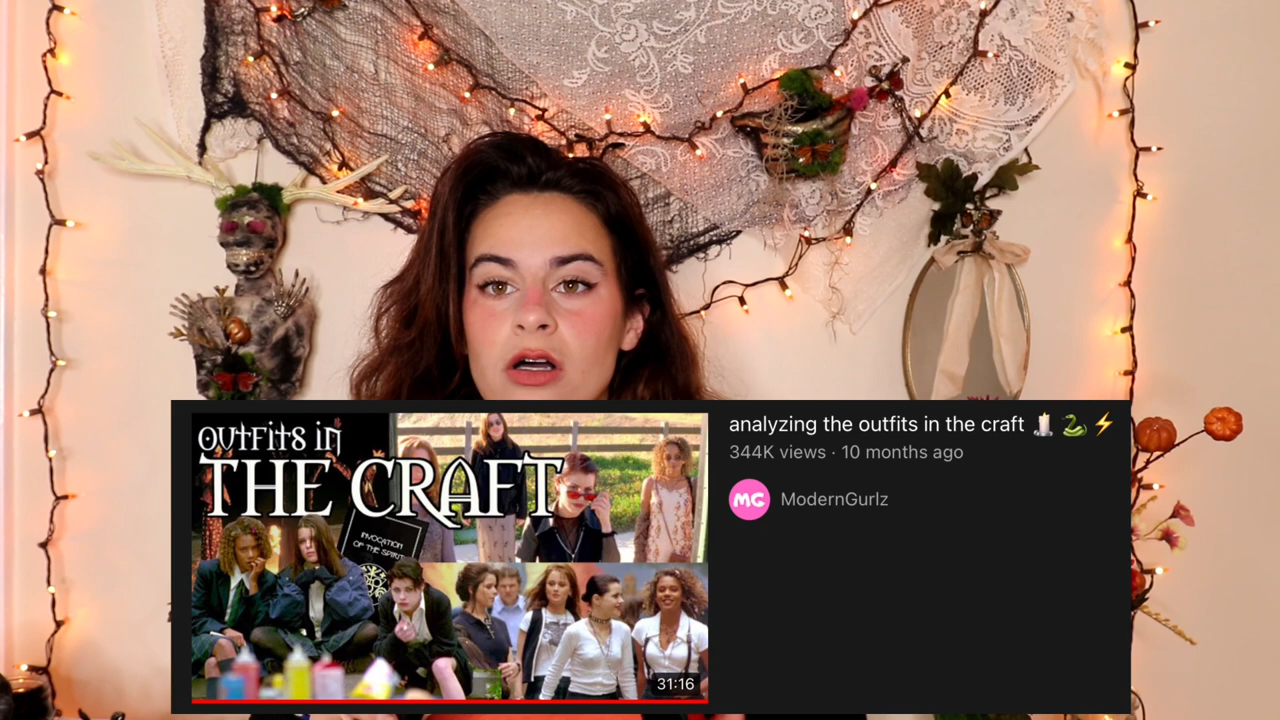 OUTFITS IN
THE CRAFT
INVOCATION
OF THE SPIRIT
31:16
analyzing the outfits in the craft 🕯️ 🐍 ⚡
344K views · 10 months ago
MG ModernGurlz